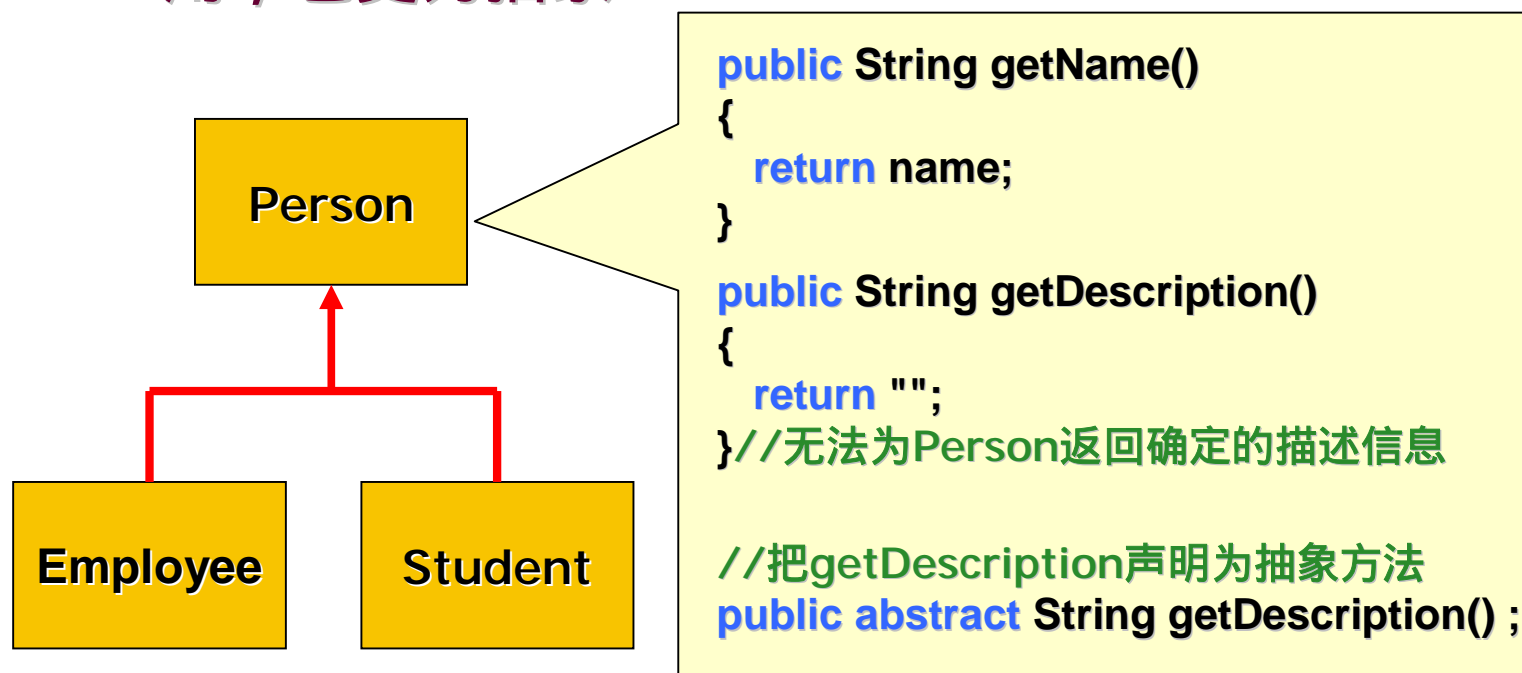 public String getName()
{
return name;
}
public String getDescription()
{
return "";
}//无法为Person返回确定的描述信息
//把getDescription声明为抽象方法
public abstract String getDescription() ;
Person
Employee
Student